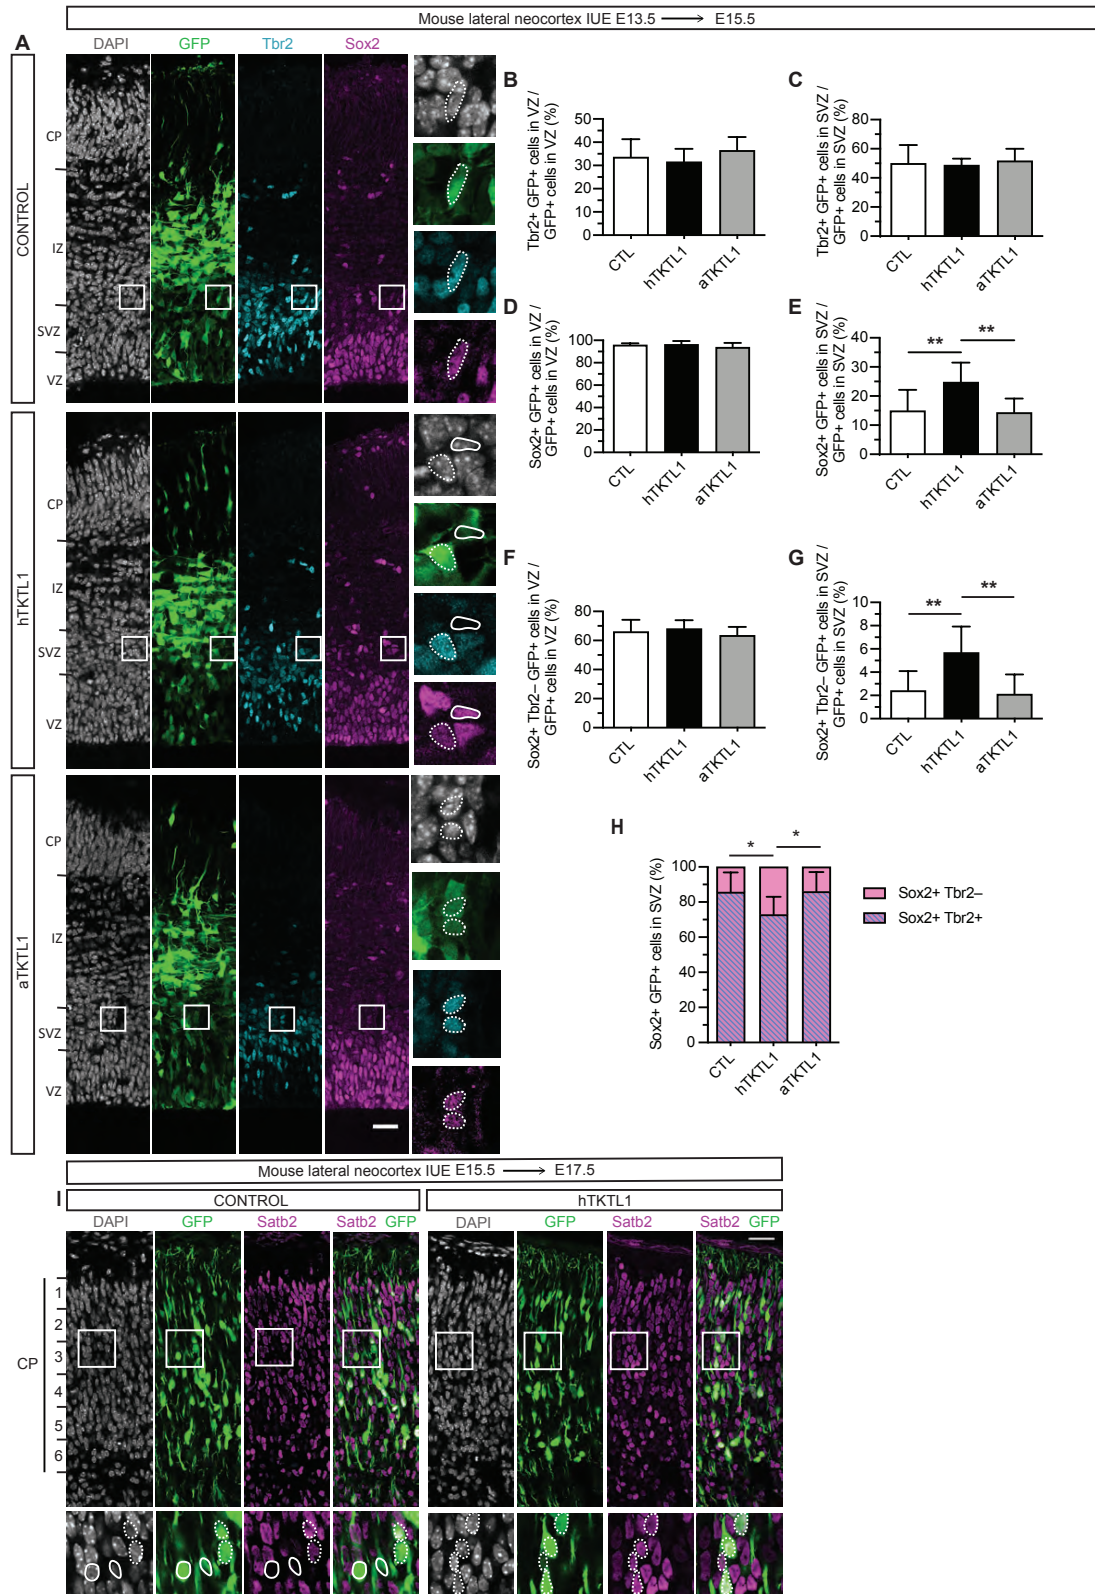 Mouse lateral neocortex IUE E13.5 ⟶ E15.5
A
DAPI GFP Tbr2 Sox2
CONTROL
CP
IZ
SVZ
VZ
hTKTL1
CP
IZ
SVZ
VZ
aTKTL1
CP
IZ
SVZ
VZ
B
Tbr2+ GFP+ cells in VZ /
GFP+ cells in VZ (%)
50
40
30
20
10
0
CTL hTKTL1 aTKTL1
C
Tbr2+ GFP+ cells in SVZ /
GFP+ cells in SVZ (%)
80
60
40
20
0
CTL hTKTL1 aTKTL1
D
Sox2+ GFP+ cells in VZ /
GFP+ cells in VZ (%)
100
80
60
40
20
0
CTL hTKTL1 aTKTL1
E
Sox2+ GFP+ cells in SVZ /
GFP+ cells in SVZ (%)
40
30
20
10
0
** **
CTL hTKTL1 aTKTL1
F
Sox2+ Tbr2– GFP+ cells in VZ /
GFP+ cells in VZ (%)
80
60
40
20
0
CTL hTKTL1 aTKTL1
G
Sox2+ Tbr2– GFP+ cells in SVZ /
GFP+ cells in SVZ (%)
10
8
6
4
2
0
** **
CTL hTKTL1 aTKTL1
H
Sox2+ GFP+ cells in SVZ (%)
100
80
60
40
20
0
* *
CTL hTKTL1 aTKTL1
Sox2+ Tbr2–
Sox2+ Tbr2+
Mouse lateral neocortex IUE E15.5 ⟶ E17.5
I
CONTROL hTKTL1
DAPI GFP Satb2 Satb2 GFP DAPI GFP Satb2 Satb2 GFP
CP
1
2
3
4
5
6